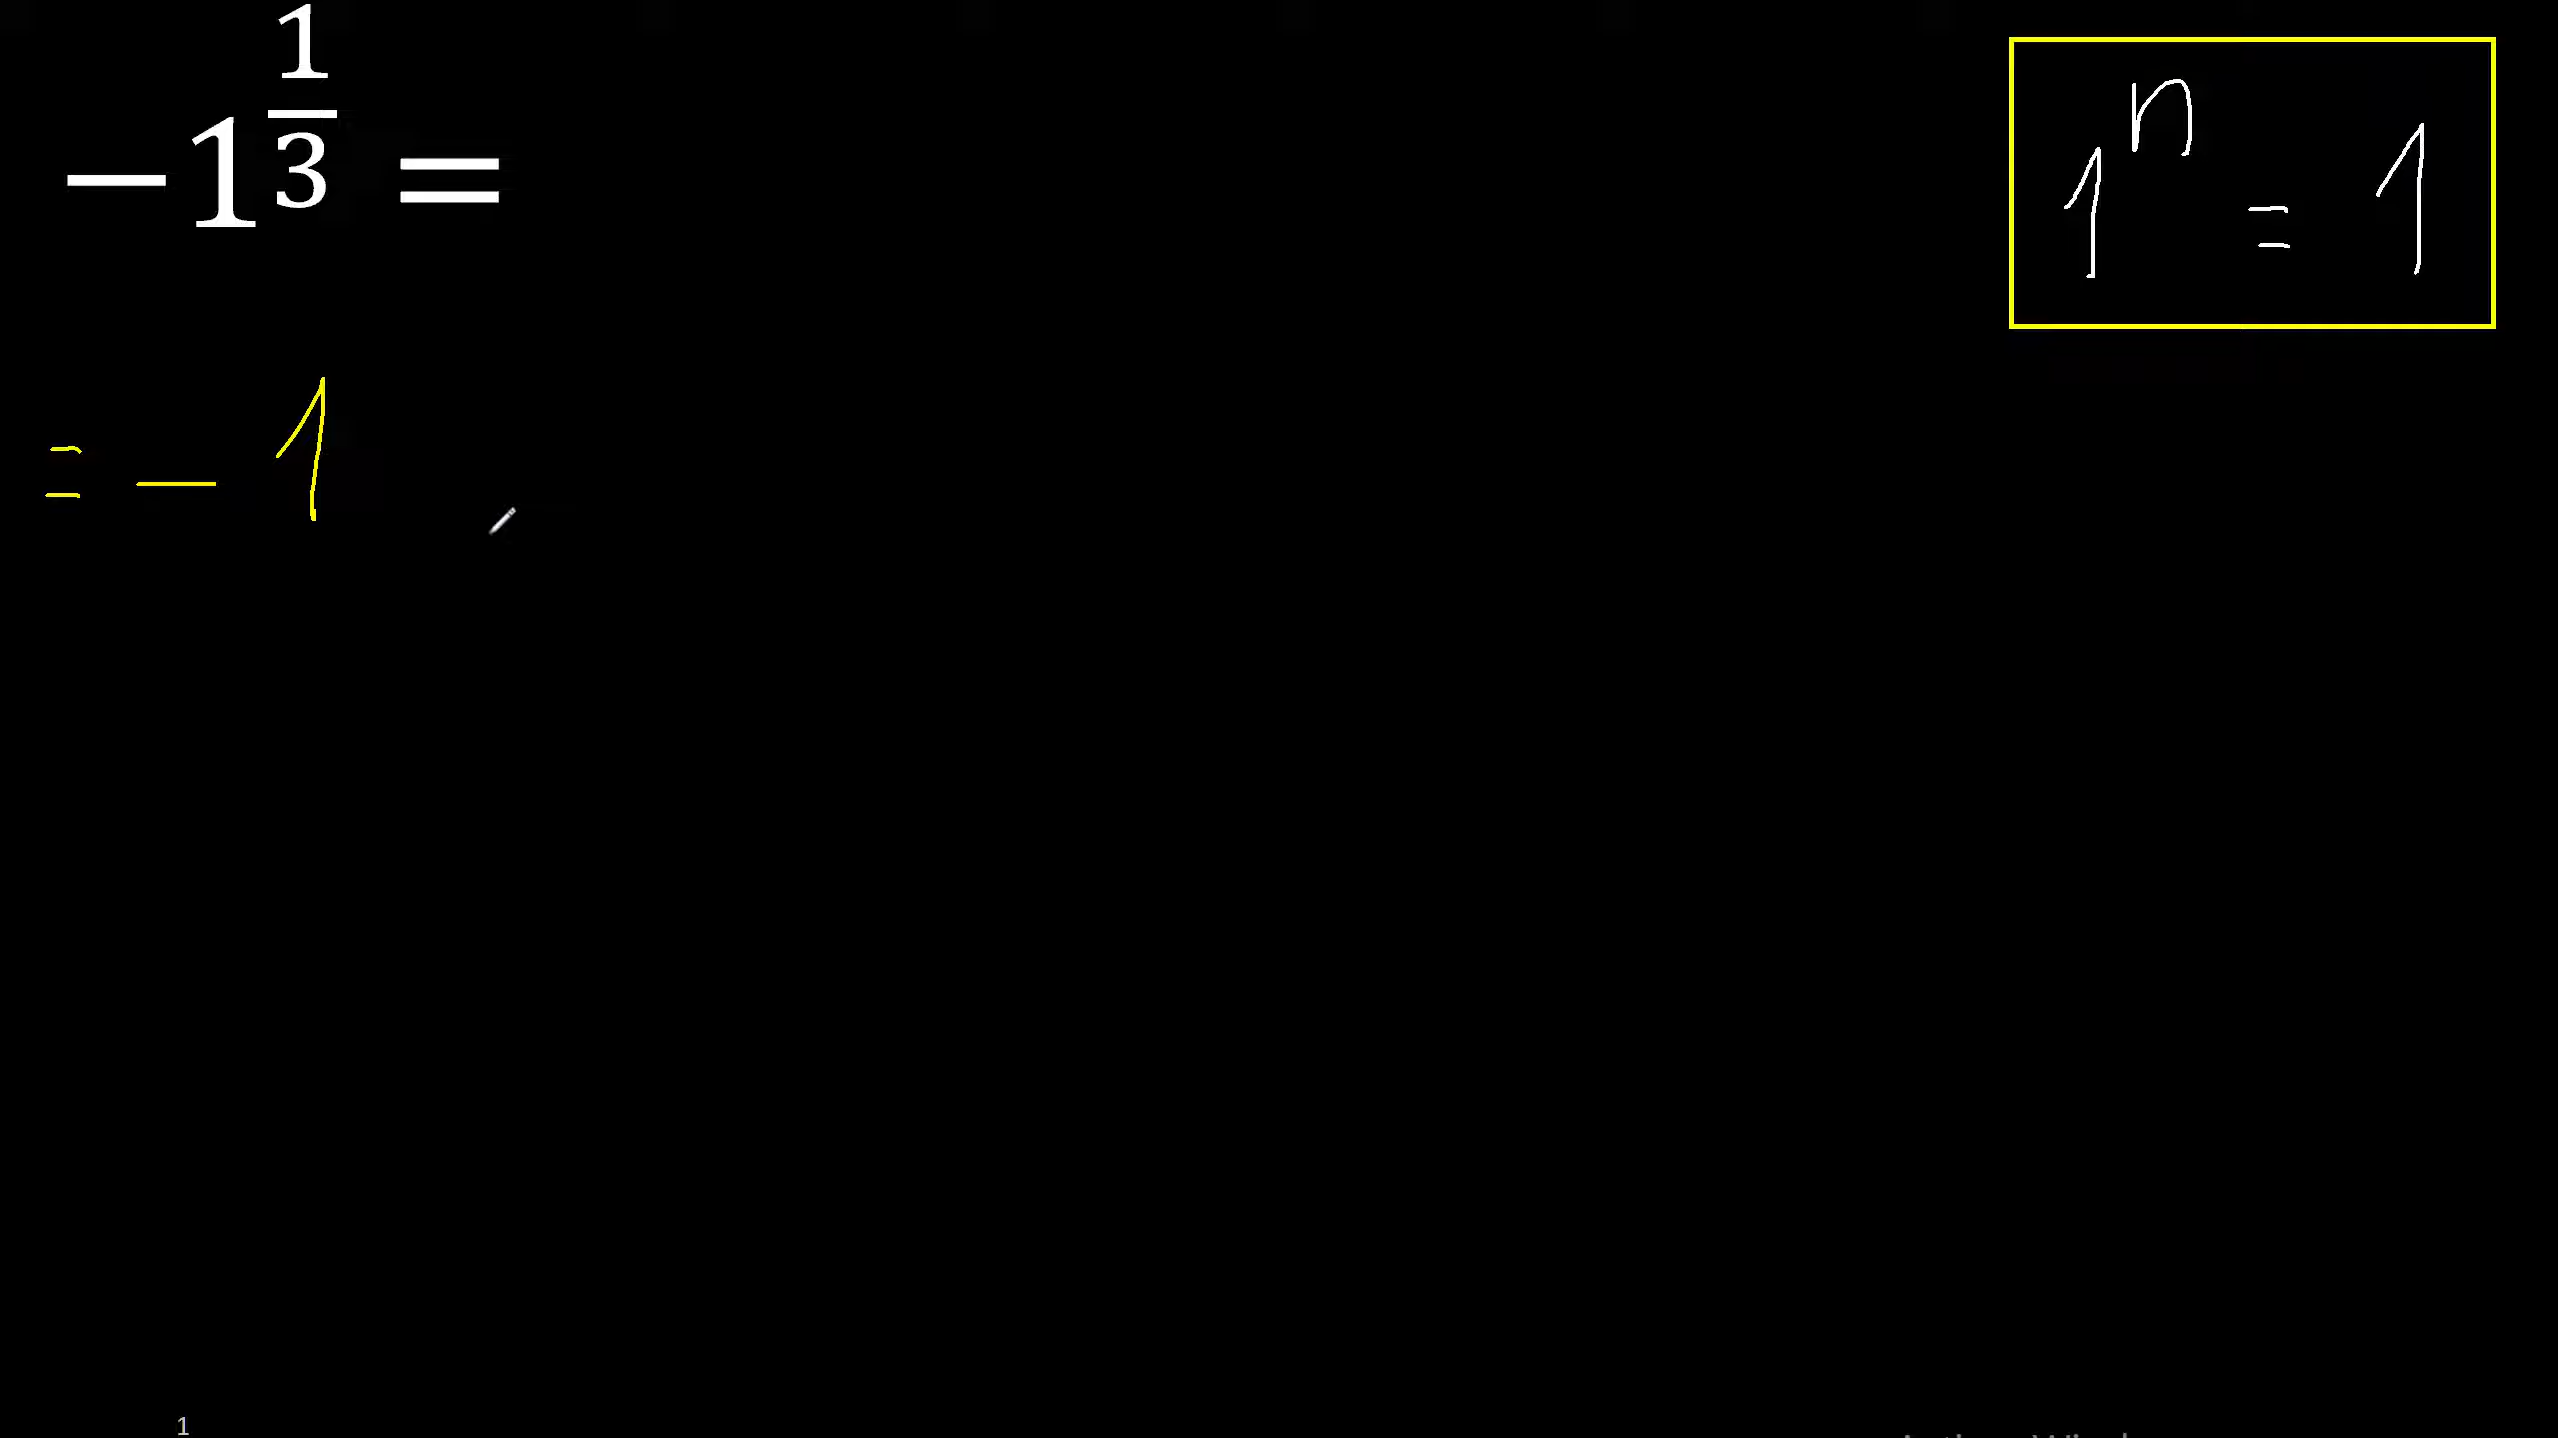 −1^(1/3) =
1^n = 1
= − 1
1